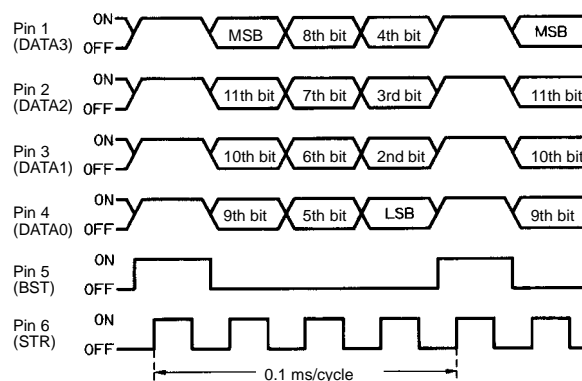 Pin 1 (DATA3) ON OFF MSB 8th bit 4th bit MSB
Pin 2 (DATA2) ON OFF 11th bit 7th bit 3rd bit 11th bit
Pin 3 (DATA1) ON OFF 10th bit 6th bit 2nd bit 10th bit
Pin 4 (DATA0) ON OFF 9th bit 5th bit LSB 9th bit
Pin 5 (BST) ON OFF
Pin 6 (STR) ON OFF
0.1 ms/cycle